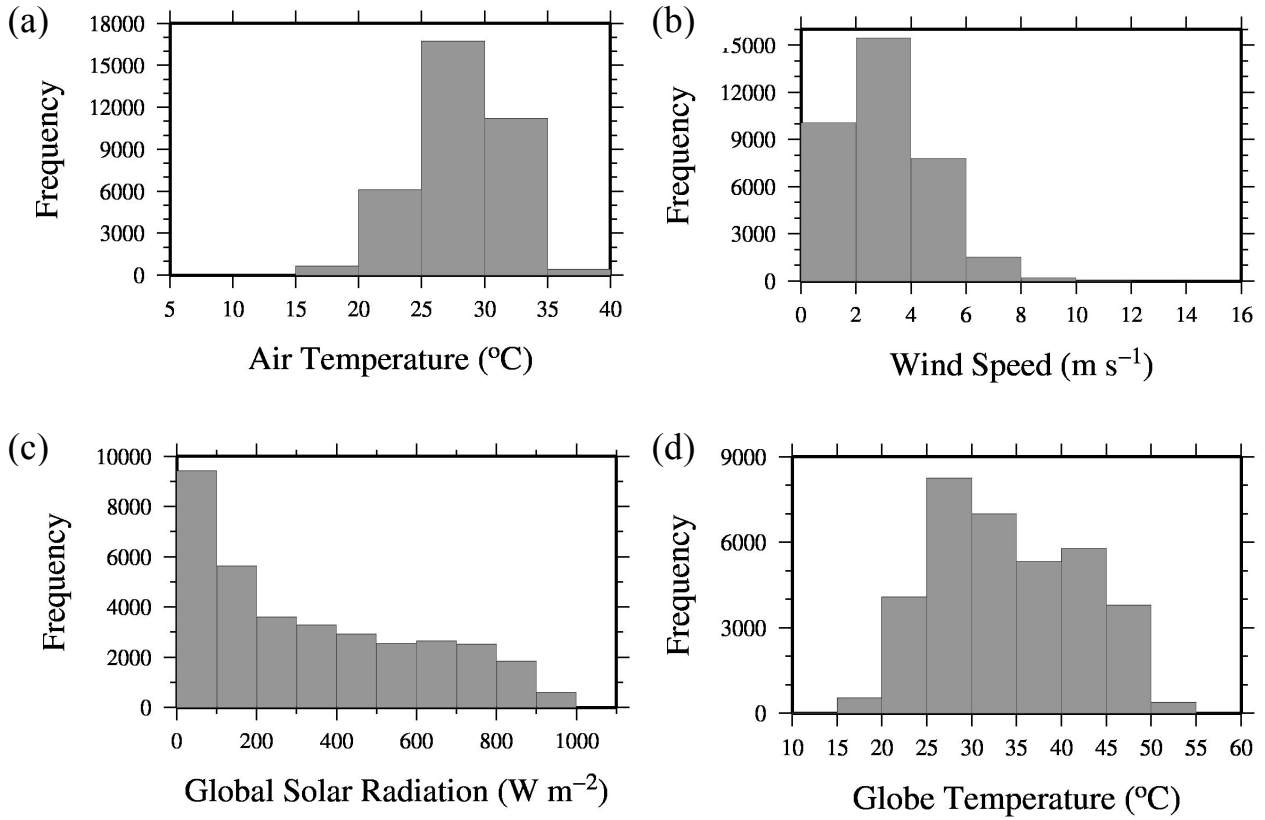 (a)
18000
15000
12000
9000
6000
3000
0
Frequency
5 10 15 20 25 30 35 40
Air Temperature (ºC)
(b)
15000
12000
9000
6000
3000
0
Frequency
0 2 4 6 8 10 12 14 16
Wind Speed (m s⁻¹)
(c)
10000
8000
6000
4000
2000
0
Frequency
0 200 400 600 800 1000
Global Solar Radiation (W m⁻²)
(d)
9000
6000
3000
0
Frequency
10 15 20 25 30 35 40 45 50 55 60
Globe Temperature (ºC)